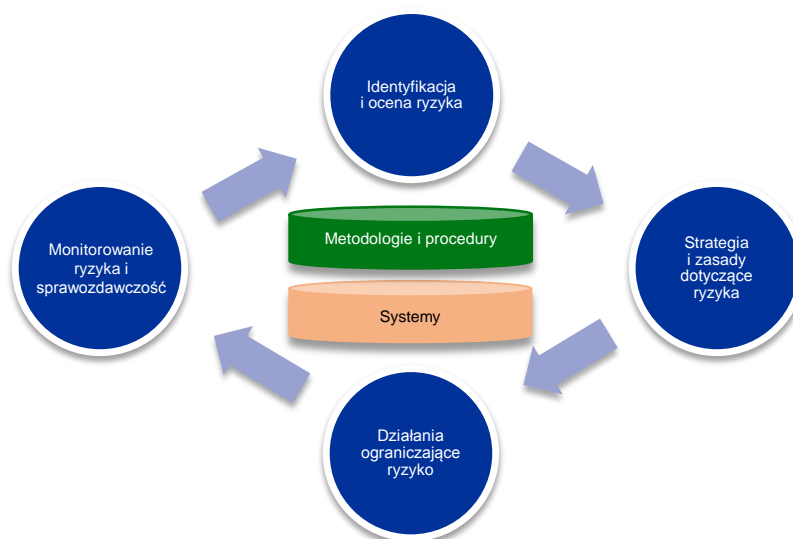 Identyfikacja
i ocena ryzyka
Metodologie i procedury
Monitorowanie
ryzyka i
sprawozdawczość
Strategia
i zasady
dotyczące
ryzyka
Systemy
Działania
ograniczające
ryzyko